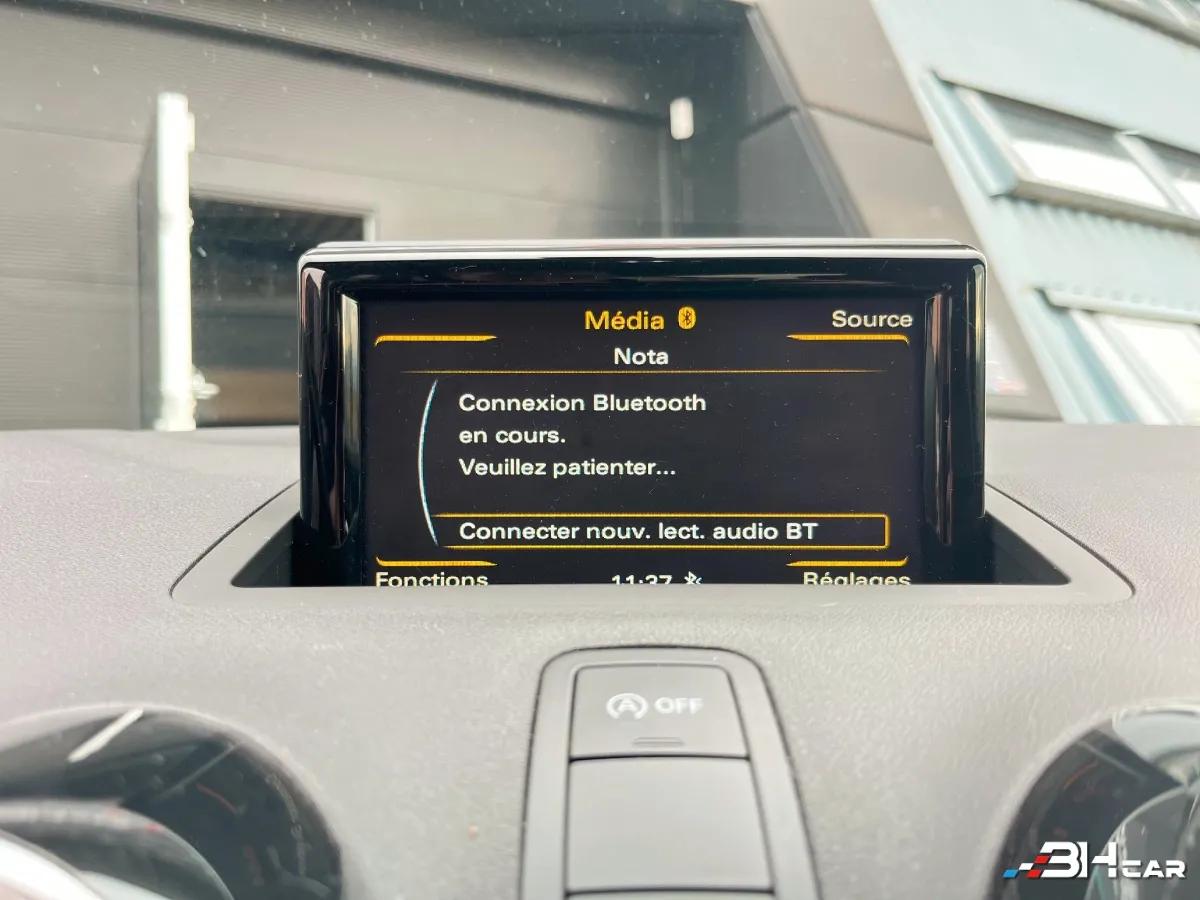 Média
Source
Nota
Connexion Bluetooth
en cours.
Veuillez patienter...
Connecter nouv. lect. audio BT
Fonctions
11:37
Réglages
A OFF
3HCAR